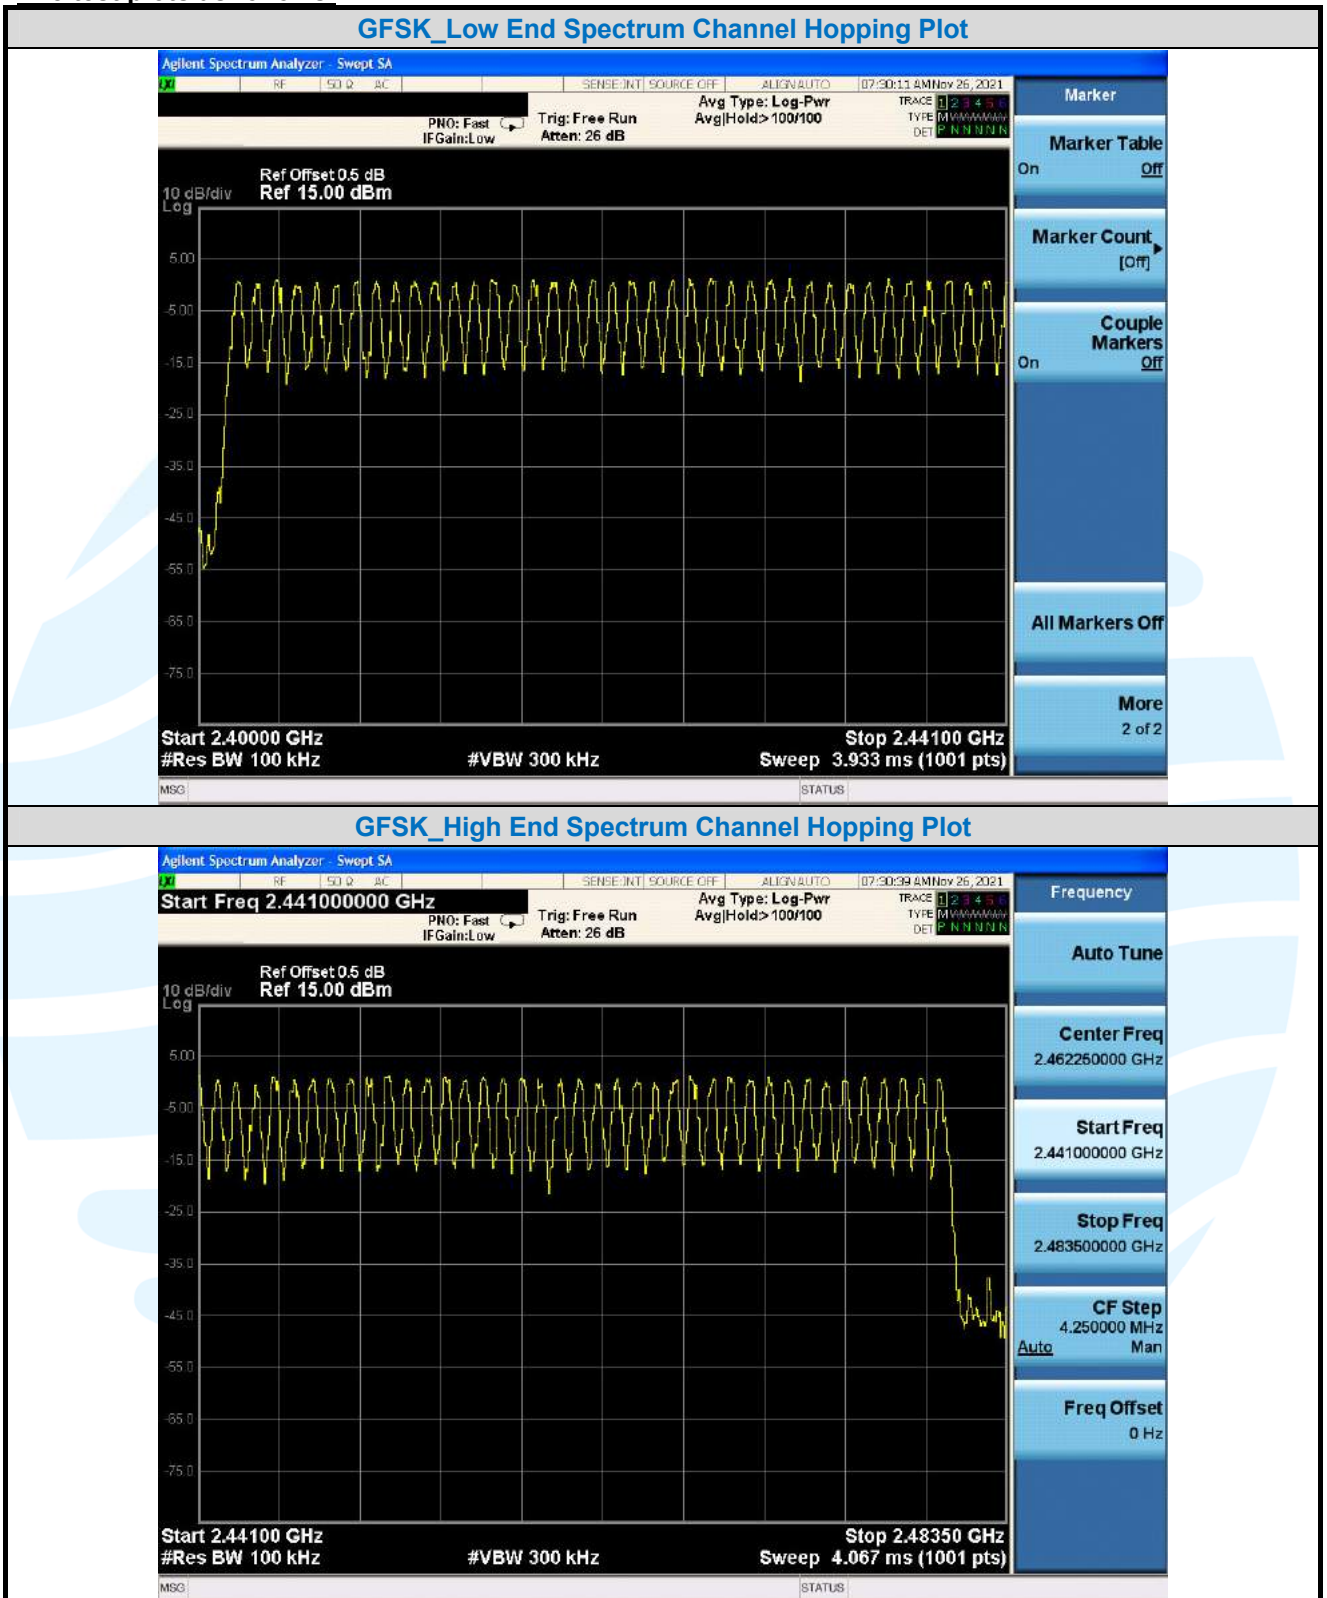 GFSK_Low End Spectrum Channel Hopping Plot
Agilent Spectrum Analyzer - Swept SA
LXI RF 50 Ω AC SENSE:INT SOURCE OFF ALIGN AUTO 07:30:11 AM Nov 26, 2021
Avg Type: Log-Pwr
Avg|Hold:>100/100
TRACE 1 2 3 4 5 6
TYPE M W W W W W
DET P N N N N N
PNO: Fast
IFGain:Low
Trig: Free Run
Atten: 26 dB
Ref Offset 0.5 dB
10 dB/div Ref 15.00 dBm
Log
5.00
-5.00
-15.0
-25.0
-35.0
-45.0
-55.0
-65.0
-75.0
Start 2.40000 GHz Stop 2.44100 GHz
#Res BW 100 kHz #VBW 300 kHz Sweep 3.933 ms (1001 pts)
MSG STATUS
Marker
Marker Table
On Off
Marker Count
[Off]
Couple
Markers
On Off
All Markers Off
More
2 of 2
GFSK_High End Spectrum Channel Hopping Plot
Agilent Spectrum Analyzer - Swept SA
LXI RF 50 Ω AC SENSE:INT SOURCE OFF ALIGN AUTO 07:30:39 AM Nov 26, 2021
Start Freq 2.441000000 GHz
Avg Type: Log-Pwr
Avg|Hold:>100/100
TRACE 1 2 3 4 5 6
TYPE M W W W W W
DET P N N N N N
PNO: Fast
IFGain:Low
Trig: Free Run
Atten: 26 dB
Ref Offset 0.5 dB
10 dB/div Ref 15.00 dBm
Log
5.00
-5.00
-15.0
-25.0
-35.0
-45.0
-55.0
-65.0
-75.0
Start 2.44100 GHz Stop 2.48350 GHz
#Res BW 100 kHz #VBW 300 kHz Sweep 4.067 ms (1001 pts)
MSG STATUS
Frequency
Auto Tune
Center Freq
2.462250000 GHz
Start Freq
2.441000000 GHz
Stop Freq
2.483500000 GHz
CF Step
4.250000 MHz
Auto Man
Freq Offset
0 Hz